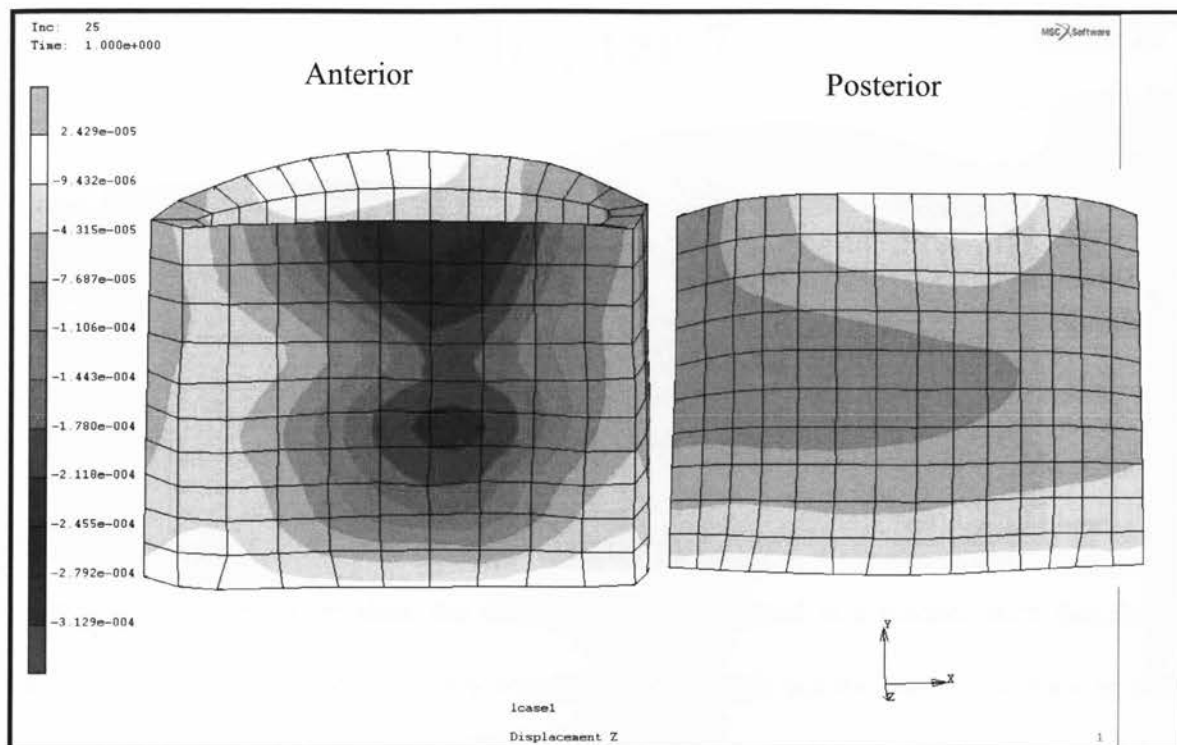 Inc: 25
Time: 1.000e+000
MSC Software
Anterior
Posterior
2.429e-005
-9.432e-006
-4.315e-005
-7.687e-005
-1.106e-004
-1.443e-004
-1.780e-004
-2.118e-004
-2.455e-004
-2.792e-004
-3.129e-004
Y
X
Z
lcase1
Displacement Z
1